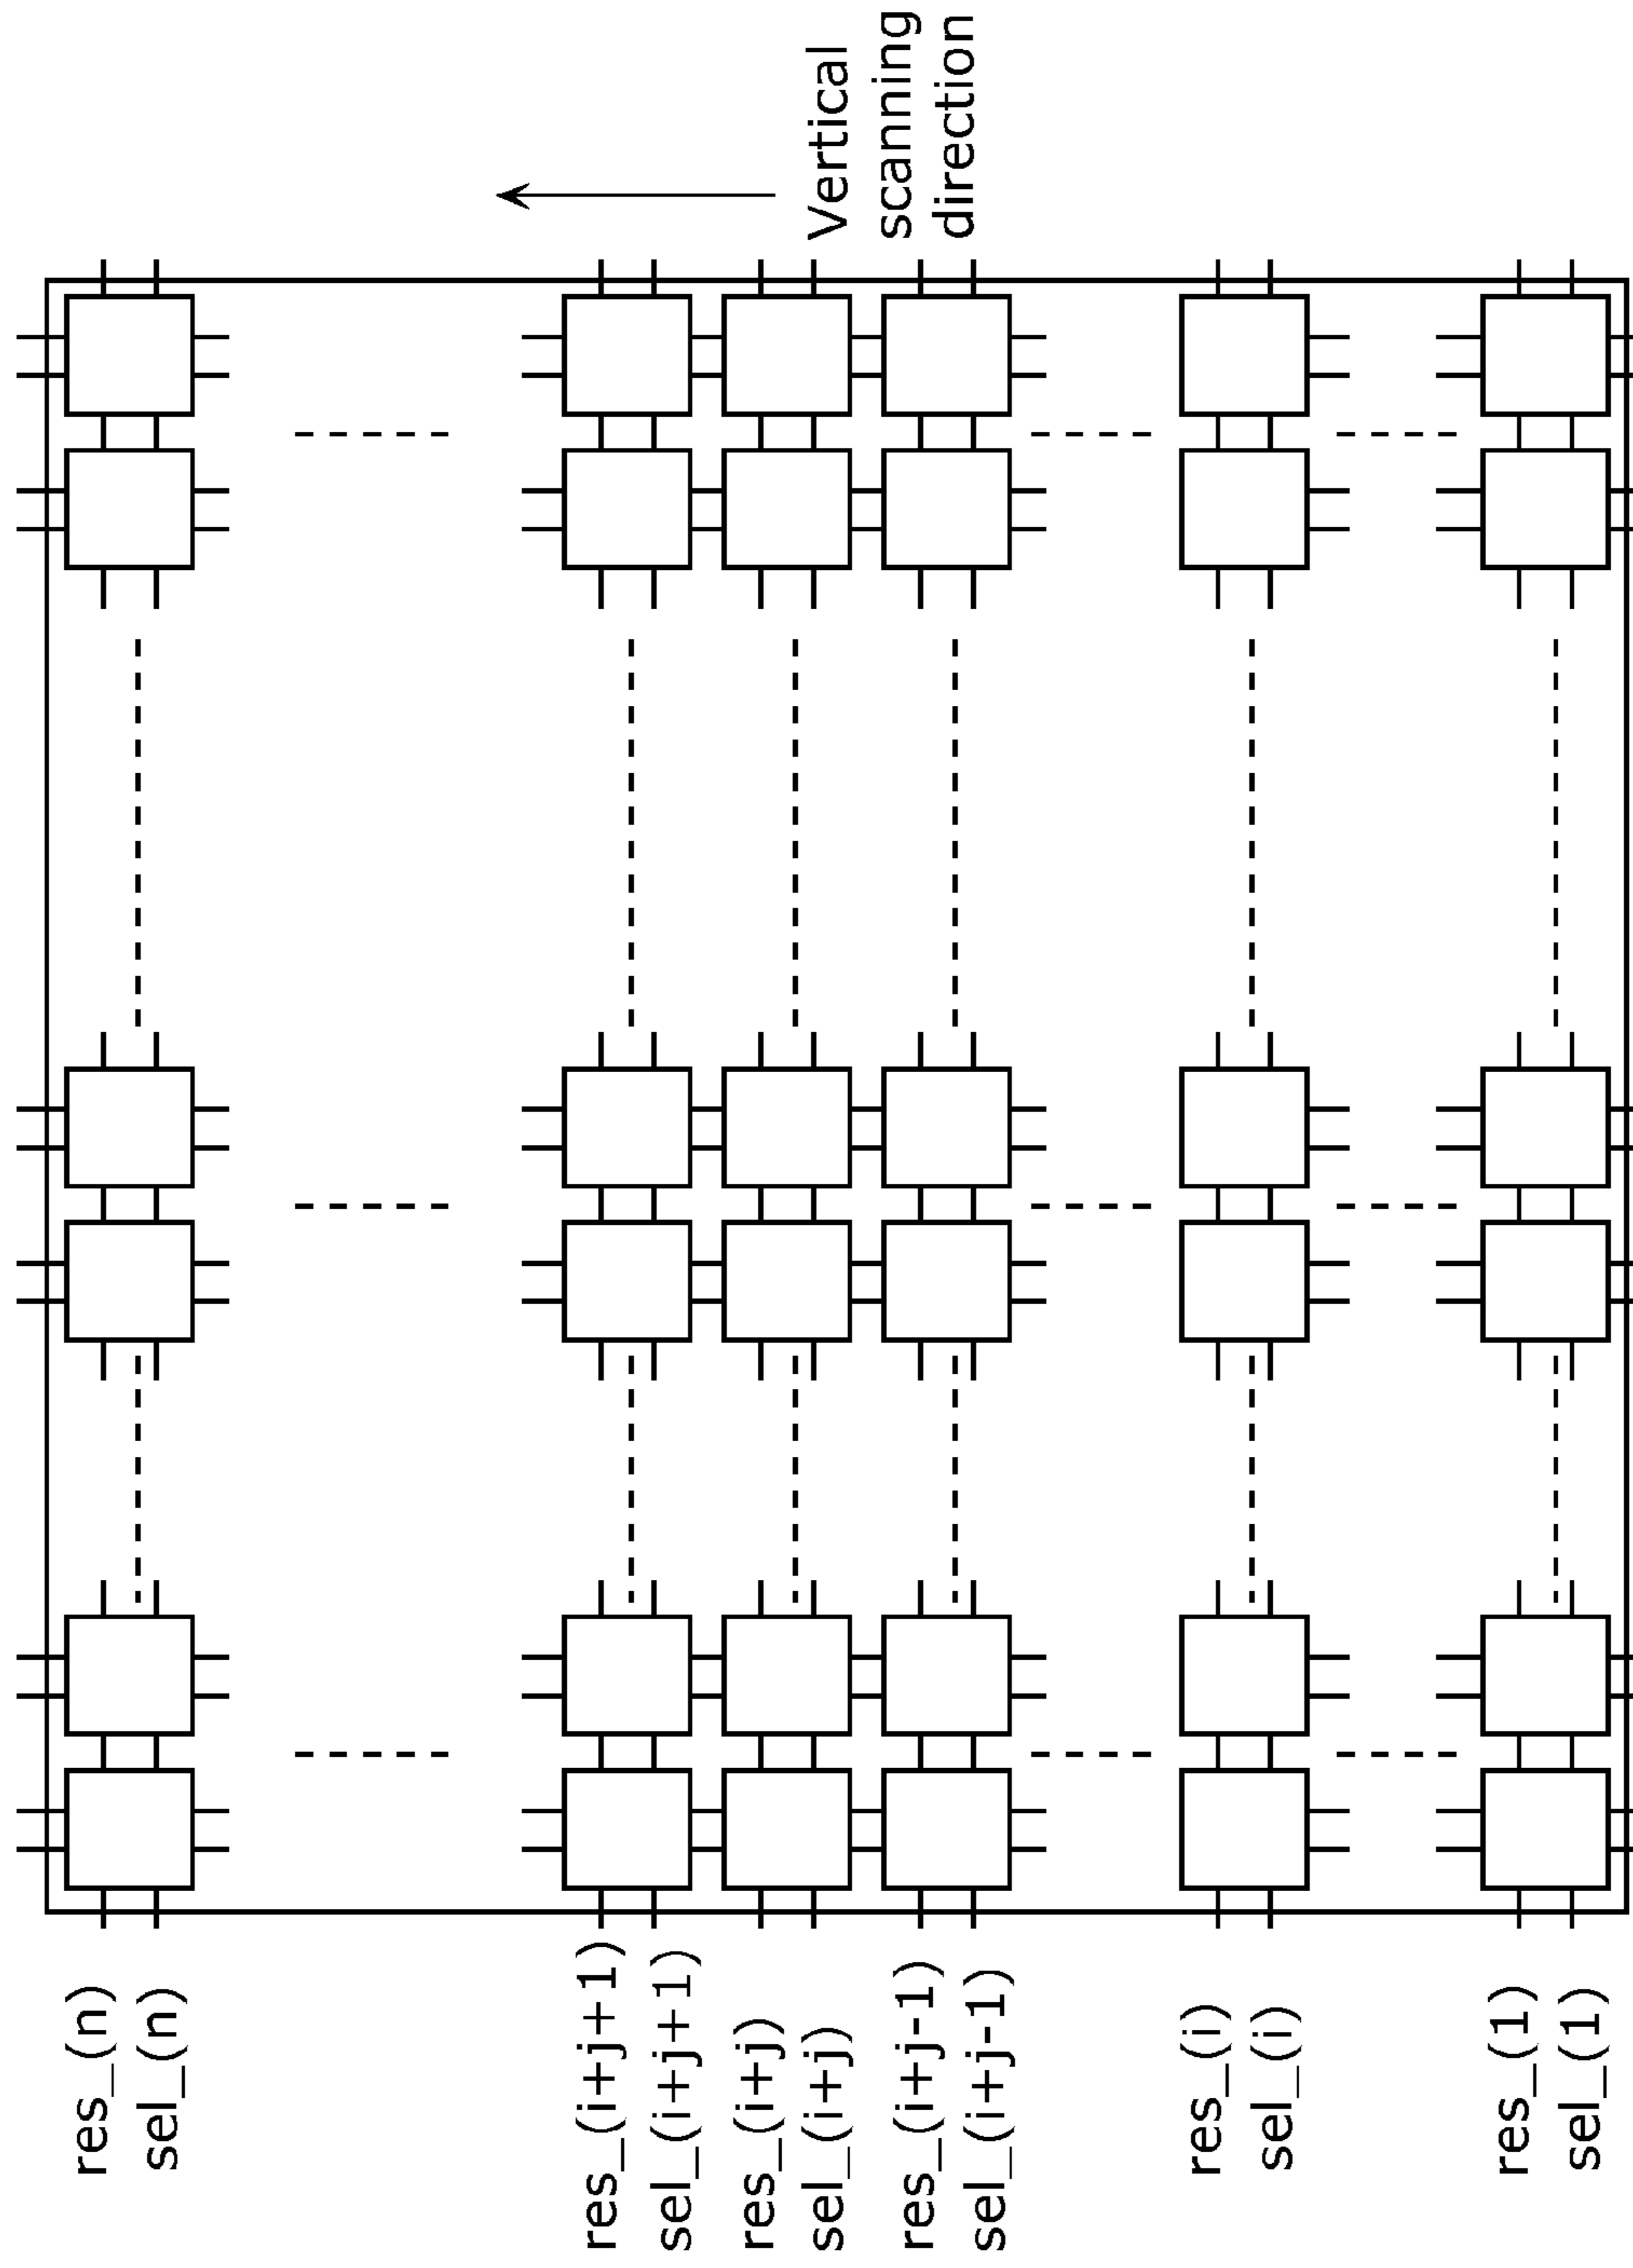 res_(n)
sel_(n)
res_(i+j+1)
sel_(i+j+1)
res_(i+j)
sel_(i+j)
res_(i+j-1)
sel_(i+j-1)
res_(i)
sel_(i)
res_(1)
sel_(1)
Vertical
scanning
direction